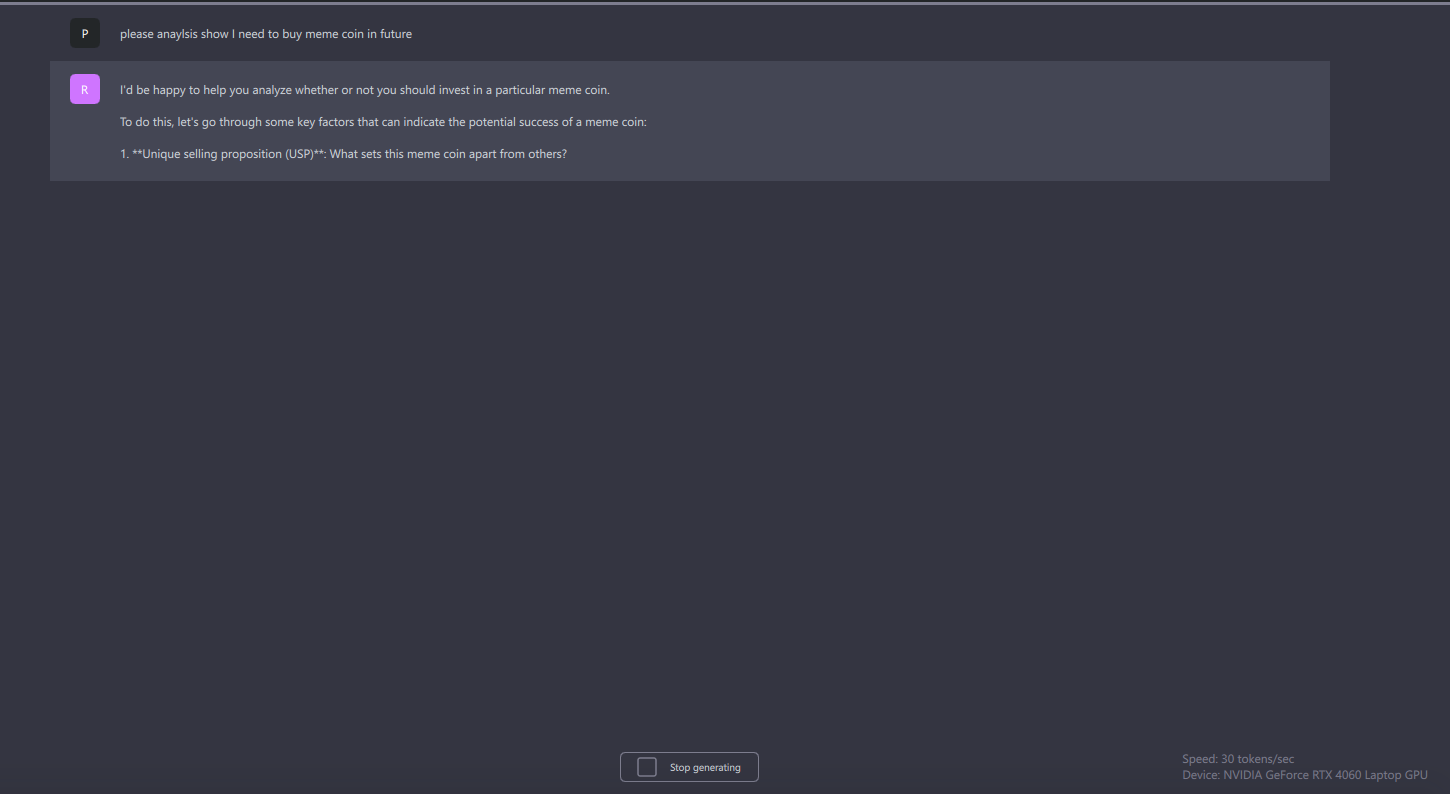 P
please anaylsis show I need to buy meme coin in future
R
I'd be happy to help you analyze whether or not you should invest in a particular meme coin.
To do this, let's go through some key factors that can indicate the potential success of a meme coin:
1. **Unique selling proposition (USP)**: What sets this meme coin apart from others?
Stop generating
Speed: 30 tokens/sec
Device: NVIDIA GeForce RTX 4060 Laptop GPU